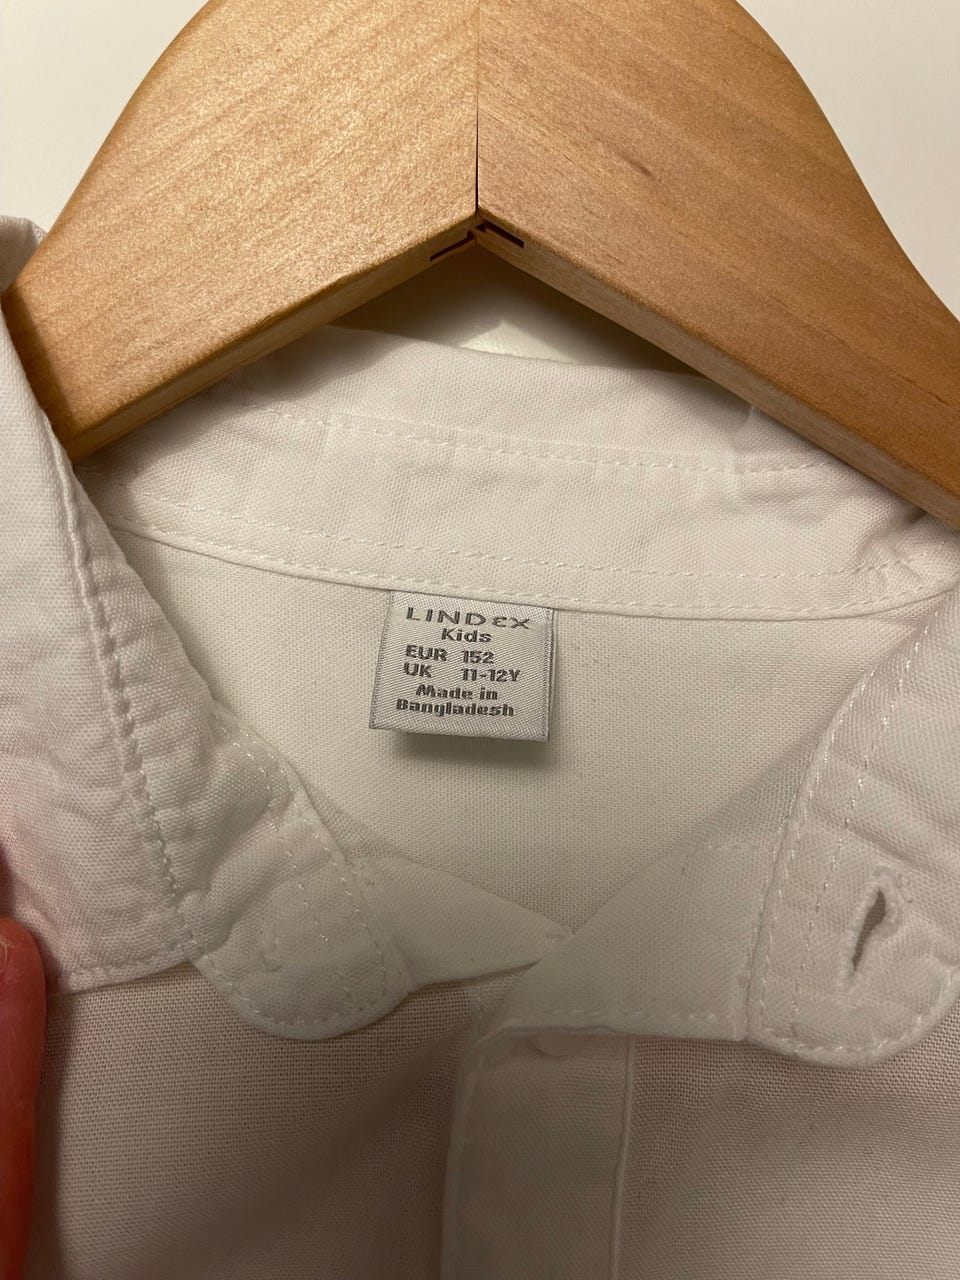 LINDEX
Kids
EUR 152
UK 11-12Y
Made in
Bangladesh